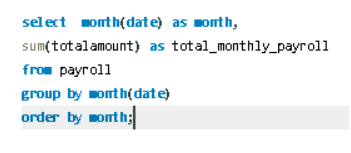 select  month(date) as month,
sum(totalamount) as total_monthly_payroll
from payroll
group by month(date)
order by month;